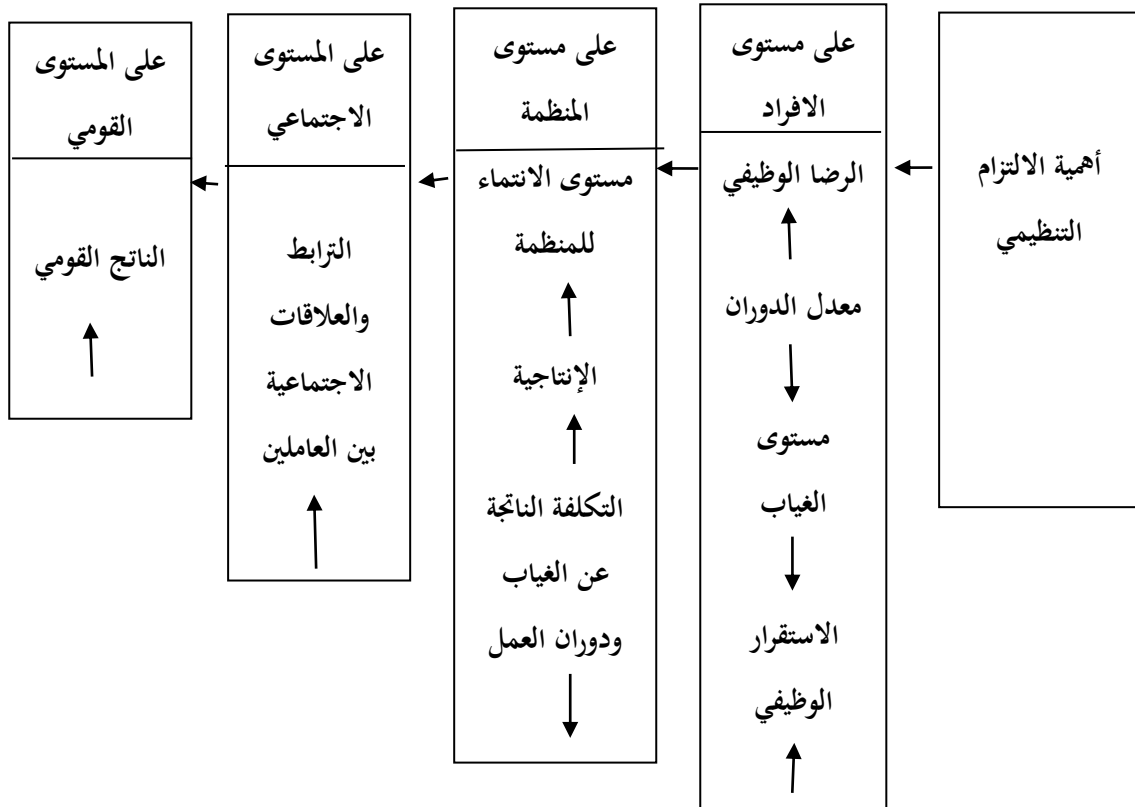 أهمية الالتزام
التنظيمي
على مستوى
الافراد
الرضا الوظيفي
معدل الدوران
مستوى
الغياب
الاستقرار
الوظيفي
على مستوى
المنظمة
مستوى الانتماء
للمنظمة
الإنتاجية
التكلفة الناتجة
عن الغياب
ودوران العمل
على المستوى
الاجتماعي
الترابط
والعلاقات
الاجتماعية
بين العاملين
على المستوى
القومي
الناتج القومي